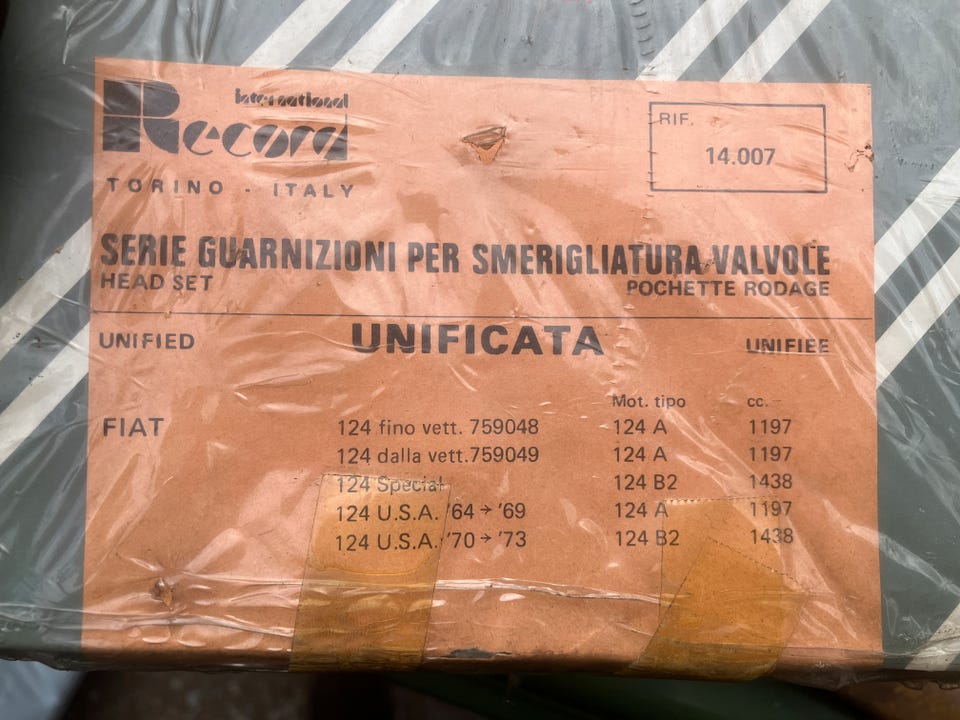 international
Record
TORINO - ITALY
RIF.
14.007
SERIE GUARNIZIONI PER SMERIGLIATURA VALVOLE
HEAD SET POCHETTE RODAGE
UNIFIED UNIFICATA UNIFIEE
Mot. tipo cc.
FIAT 124 fino vett. 759048 124 A 1197
124 dalla vett.759049 124 A 1197
124 Special 124 B2 1438
124 U.S.A. '64 → '69 124 A 1197
124 U.S.A. '70 → '73 124 B2 1438